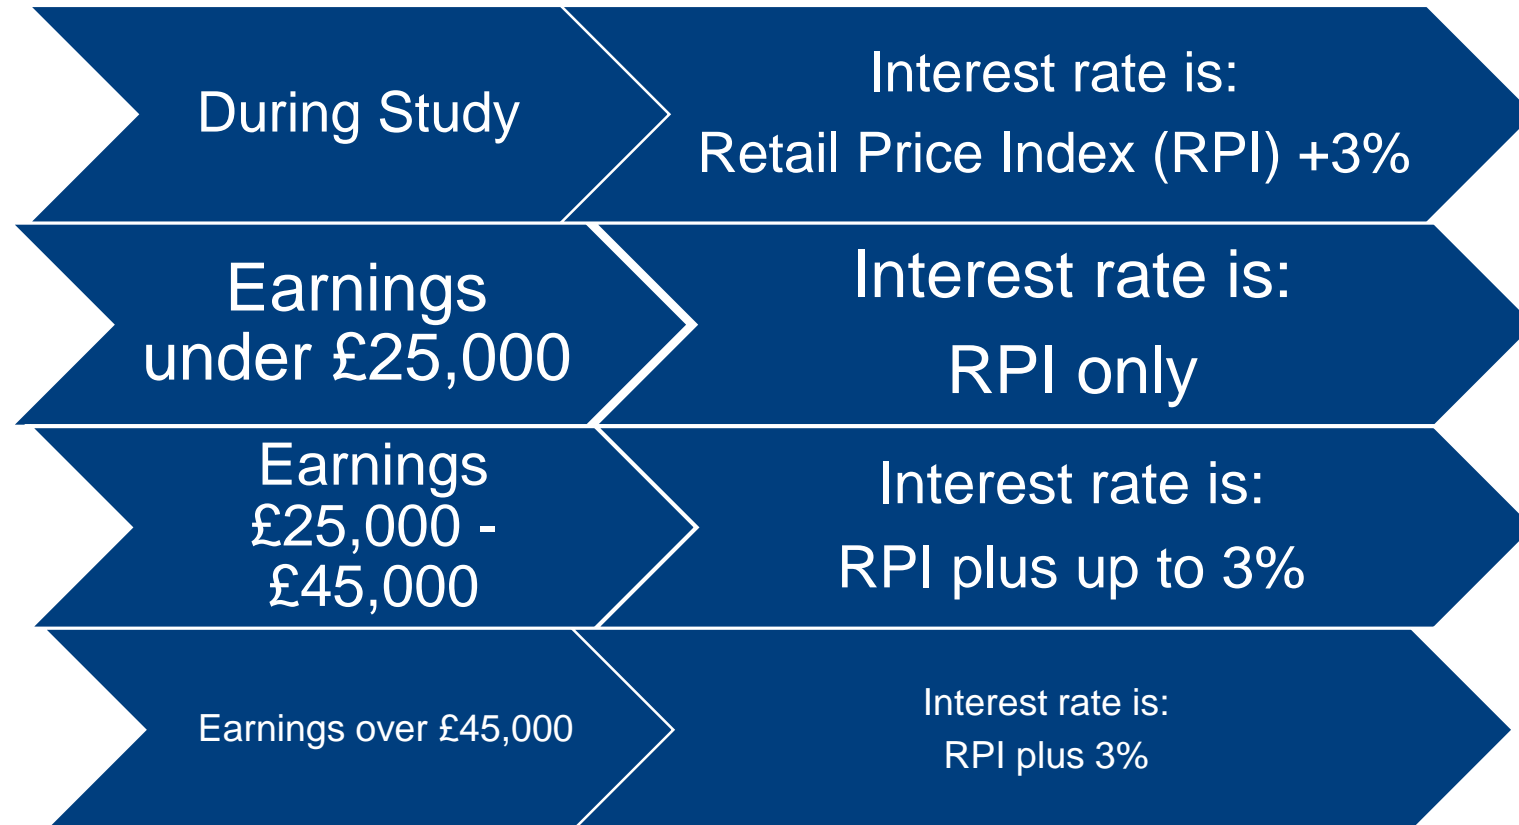 During Study
Interest rate is:
Retail Price Index (RPI) +3%
Earnings
under £25,000
Interest rate is:
RPI only
Earnings
£25,000 -
£45,000
Interest rate is:
RPI plus up to 3%
Earnings over £45,000
Interest rate is:
RPI plus 3%